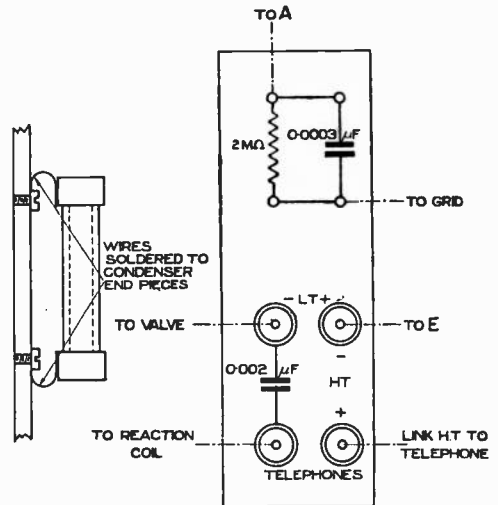 TO A
2MΩ
0.0003 µF
TO GRID
WIRES
SOLDERED TO
CONDENSER
END PIECES
- LT +
TO VALVE
TO E
-
0.002 µF
HT
+
TO REACTION
COIL
LINK H.T TO
TELEPHONE
TELEPHONES